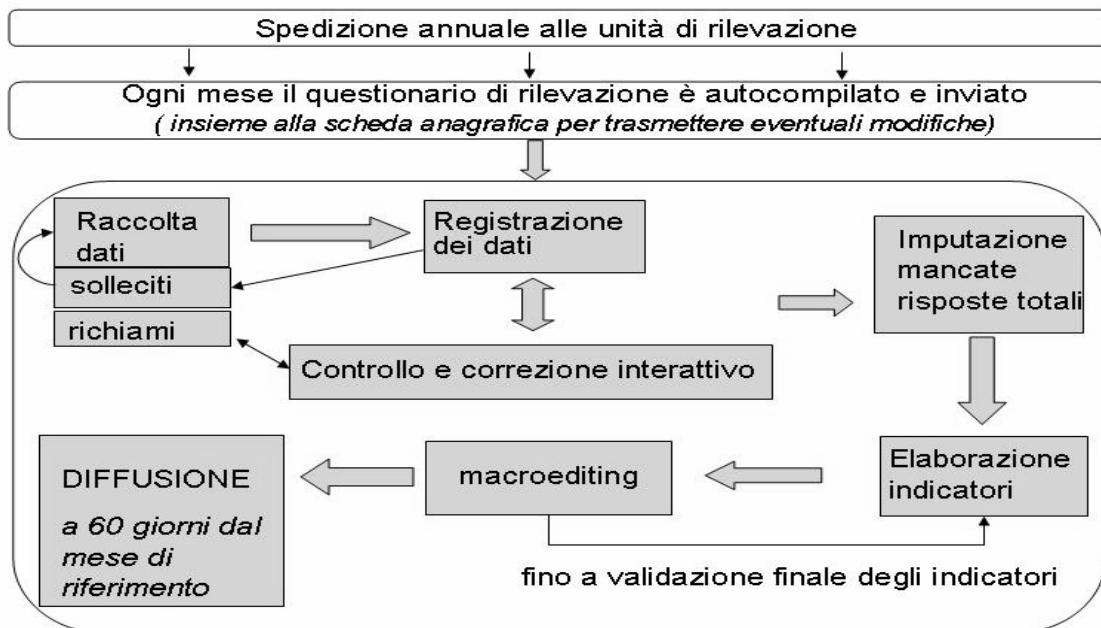 Spedizione annuale alle unità di rilevazione
Ogni mese il questionario di rilevazione è autocompilato e inviato
( insieme alla scheda anagrafica per trasmettere eventuali modifiche)
Raccolta
dati
solleciti
richiami
Registrazione
dei dati
Imputazione
mancate
risposte totali
Controllo e correzione interattivo
DIFFUSIONE
a 60 giorni dal
mese di
riferimento
macroediting
Elaborazione
indicatori
fino a validazione finale degli indicatori